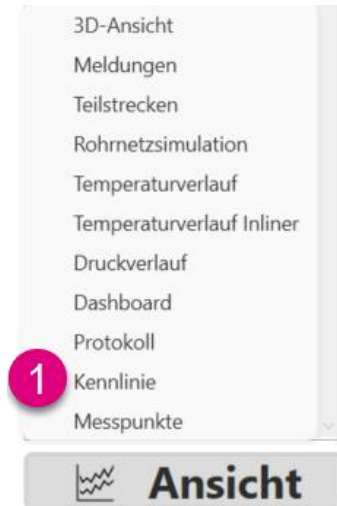 3D-Ansicht
Meldungen
Teilstrecken
Rohrnetzsimulation
Temperaturverlauf
Temperaturverlauf Inliner
Druckverlauf
Dashboard
Protokoll
1 Kennlinie
Messpunkte
Ansicht